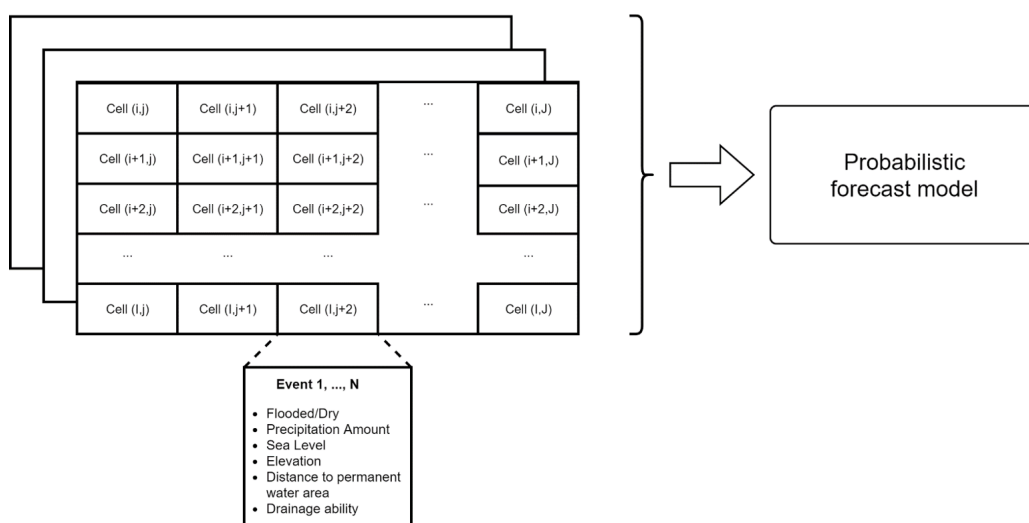 Cell (i,j) Cell (i,j+1) Cell (i,j+2) ... Cell (i,J)
Cell (i+1,j) Cell (i+1,j+1) Cell (i+1,j+2) ... Cell (i+1,J)
Cell (i+2,j) Cell (i+2,j+1) Cell (i+2,j+2) ... Cell (i+2,J)
... ... ... ...
Cell (I,j) Cell (I,j+1) Cell (I,j+2) ... Cell (I,J)
Probabilistic
forecast model
Event 1, ..., N
• Flooded/Dry
• Precipitation Amount
• Sea Level
• Elevation
• Distance to permanent
water area
• Drainage ability